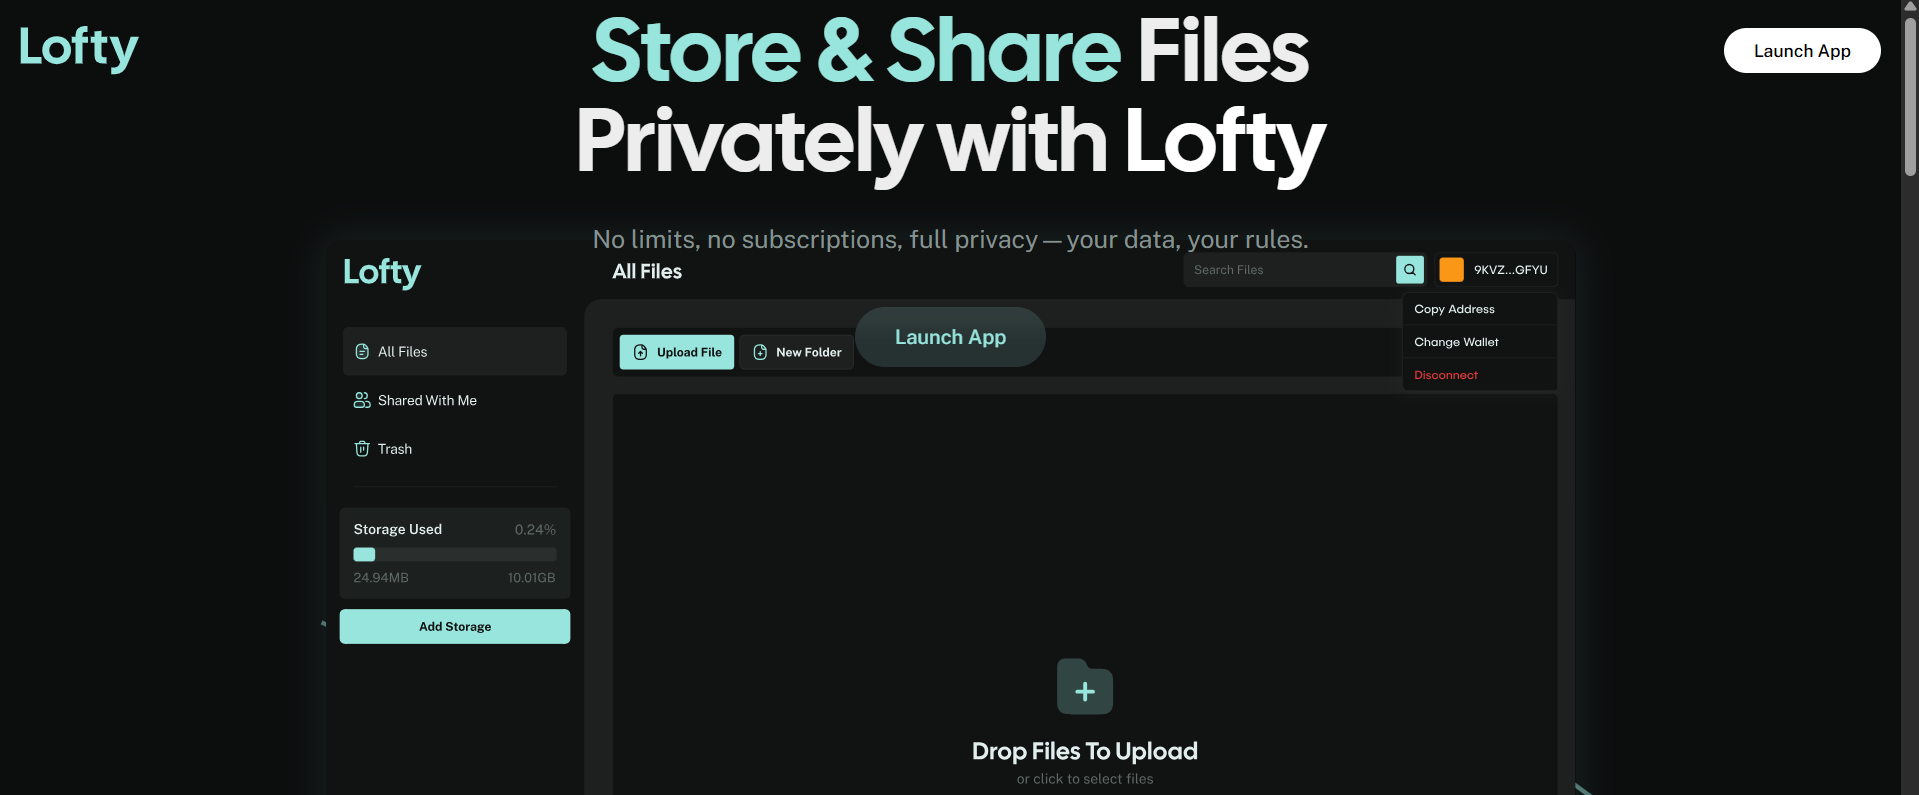 Lofty
Store & Share Files
Privately with Lofty
Launch App
No limits, no subscriptions, full privacy—your data, your rules.
Lofty
All Files
Search Files
9KVZ...GFYU
Copy Address
Change Wallet
Disconnect
Upload File
New Folder
Launch App
All Files
Shared With Me
Trash
Storage Used
0.24%
24.94MB
10.01GB
Add Storage
Drop Files To Upload
or click to select files